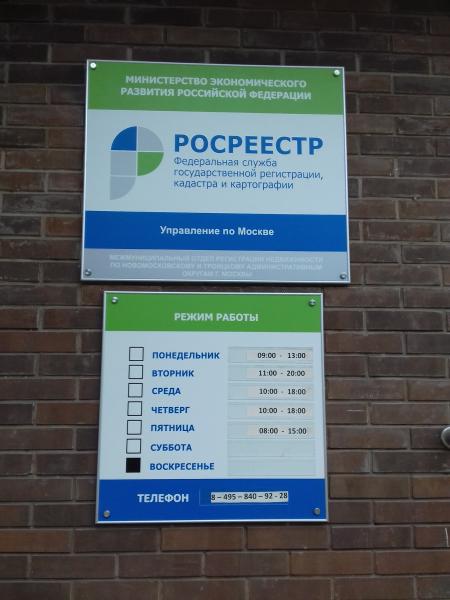 МИНИСТЕРСТВО ЭКОНОМИЧЕСКОГО
РАЗВИТИЯ РОССИЙСКОЙ ФЕДЕРАЦИИ
РОСРЕЕСТР
Федеральная служба
государственной регистрации,
кадастра и картографии
Управление по Москве
МЕЖМУНИЦИПАЛЬНЫЙ ОТДЕЛ РЕГИСТРАЦИИ НЕДВИЖИМОСТИ
ПО НОВОМОСКОВСКОМУ И ТРОИЦКОМУ АДМИНИСТРАТИВНЫМ
ОКРУГАМ Г. МОСКВЫ
РЕЖИМ РАБОТЫ
ПОНЕДЕЛЬНИК 09:00 - 13:00
ВТОРНИК 11:00 - 20:00
СРЕДА 10:00 - 18:00
ЧЕТВЕРГ 10:00 - 18:00
ПЯТНИЦА 08:00 - 15:00
СУББОТА
ВОСКРЕСЕНЬЕ
ТЕЛЕФОН 8 – 495 – 840 – 92 - 28